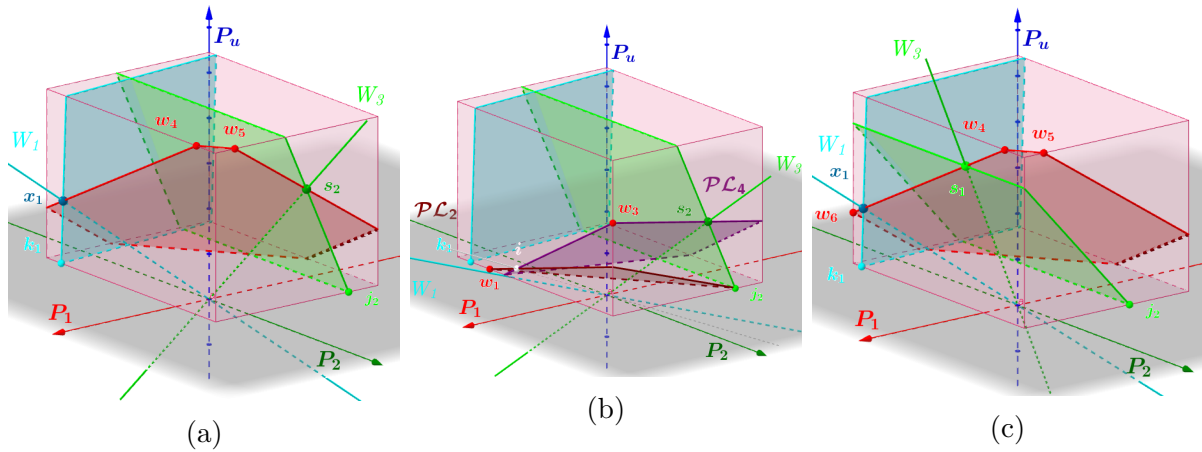 P_u
W_3
w_4
w_5
W_1
x_1
s_2
k_1
j_2
P_1
P_2
(a)
P_u
W_3
PL_4
PL_2
w_3
s_2
k_1
W_1
w_1
j_2
P_1
P_2
(b)
P_u
W_3
w_4
w_5
W_1
x_1
s_1
w_6
k_1
j_2
P_1
P_2
(c)